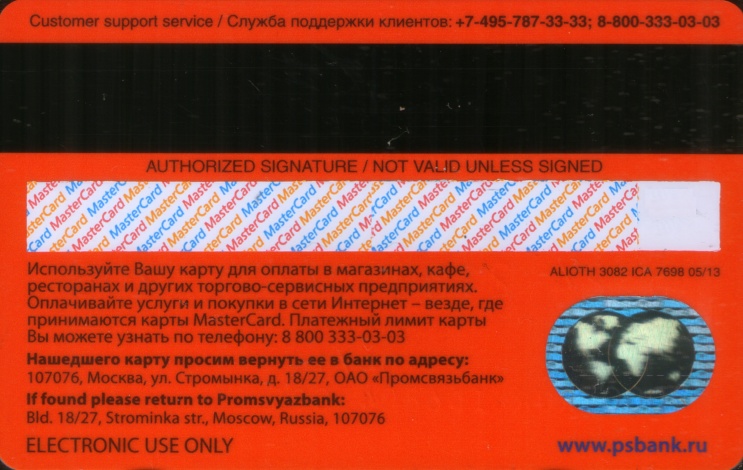 Customer support service / Служба поддержки клиентов: +7-495-787-33-33; 8-800-333-03-03
AUTHORIZED SIGNATURE / NOT VALID UNLESS SIGNED
MasterCard MasterCard MasterCard MasterCard MasterCard
Используйте Вашу карту для оплаты в магазинах, кафе,
ресторанах и других торгово-сервисных предприятиях.
Оплачивайте услуги и покупки в сети Интернет – везде, где
принимаются карты MasterCard. Платежный лимит карты
Вы можете узнать по телефону: 8 800 333-03-03
ALIOTH 3082 ICA 7698 05/13
Нашедшего карту просим вернуть ее в банк по адресу:
107076, Москва, ул. Стромынка, д. 18/27, ОАО «Промсвязьбанк»
If found please return to Promsvyazbank:
Bld. 18/27, Strominka str., Moscow, Russia, 107076
ELECTRONIC USE ONLY
www.psbank.ru